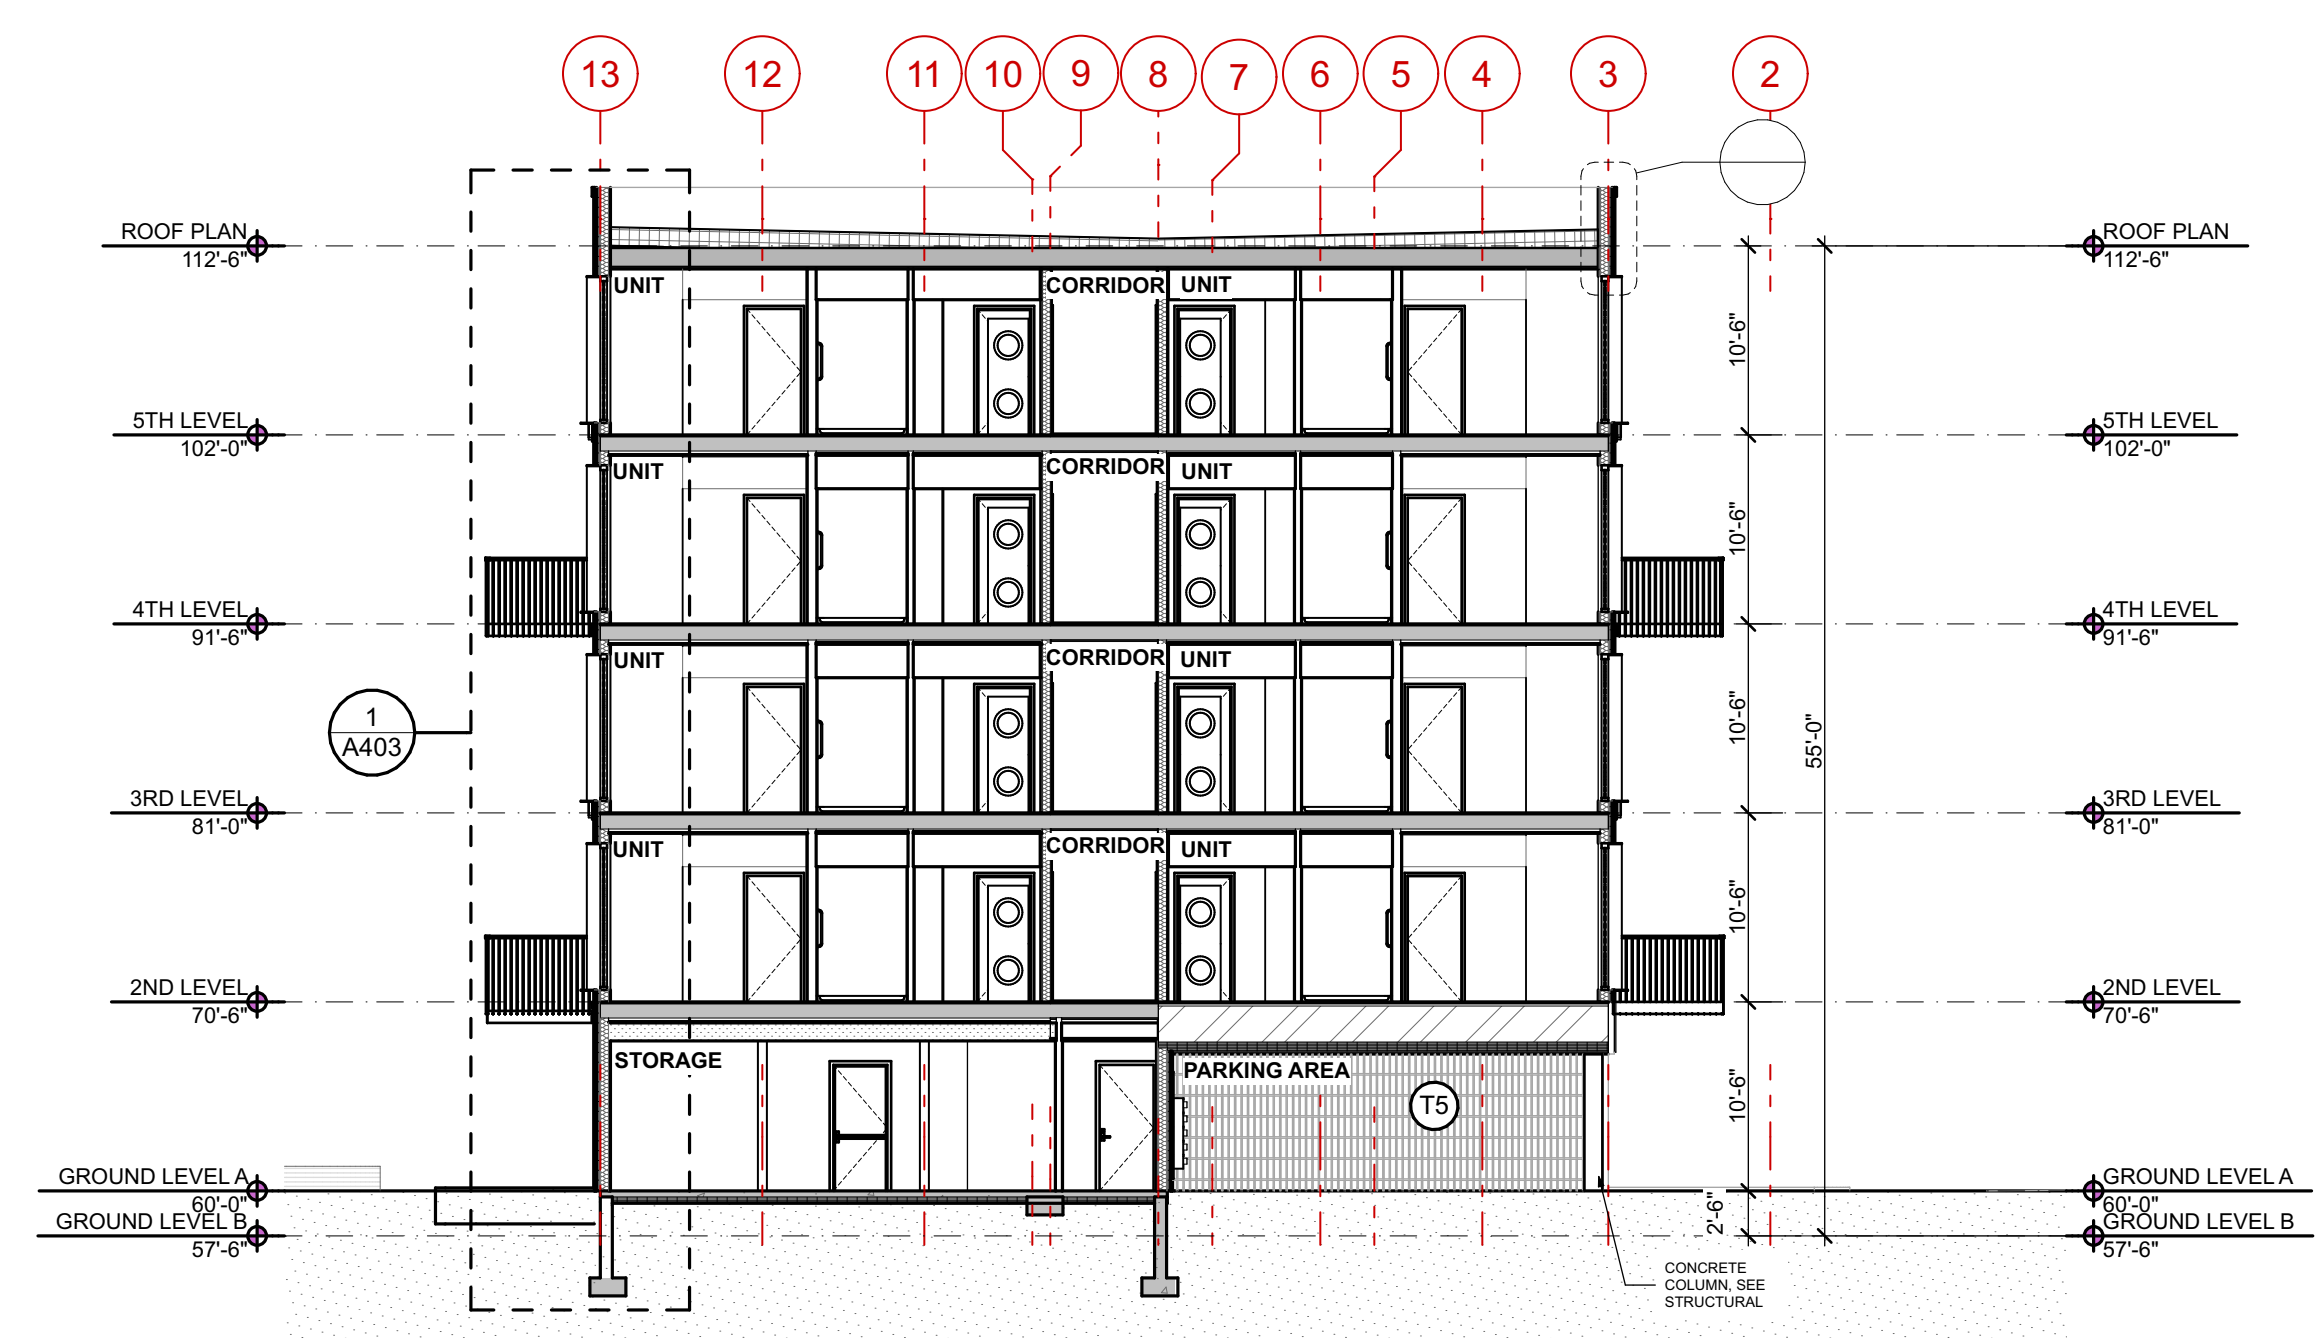 13 12 11 10 9 8 7 6 5 4 3 2
ROOF PLAN
112'-6"
ROOF PLAN
112'-6"
UNIT CORRIDOR UNIT
10'-6"
5TH LEVEL
102'-0"
5TH LEVEL
102'-0"
UNIT CORRIDOR UNIT
10'-6"
4TH LEVEL
91'-6"
4TH LEVEL
91'-6"
UNIT CORRIDOR UNIT
10'-6"
55'-0"
1
A403
3RD LEVEL
81'-0"
3RD LEVEL
81'-0"
UNIT CORRIDOR UNIT
10'-6"
2ND LEVEL
70'-6"
2ND LEVEL
70'-6"
STORAGE
PARKING AREA
T5
10'-6"
GROUND LEVEL A
60'-0"
GROUND LEVEL A
60'-0"
2'-6"
GROUND LEVEL B
57'-6"
GROUND LEVEL B
57'-6"
CONCRETE
COLUMN, SEE
STRUCTURAL